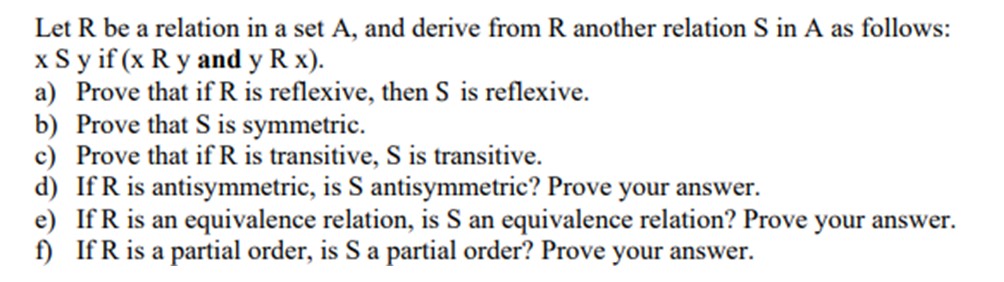 Let R be a relation in a set A, and derive from R another relation S in A as follows:
x S y if (x R y and y R x).
a) Prove that if R is reflexive, then S is reflexive.
b) Prove that S is symmetric.
c) Prove that if R is transitive, S is transitive.
d) If R is antisymmetric, is S antisymmetric? Prove your answer.
e) If R is an equivalence relation, is S an equivalence relation? Prove your answer.
f) If R is a partial order, is S a partial order? Prove your answer.